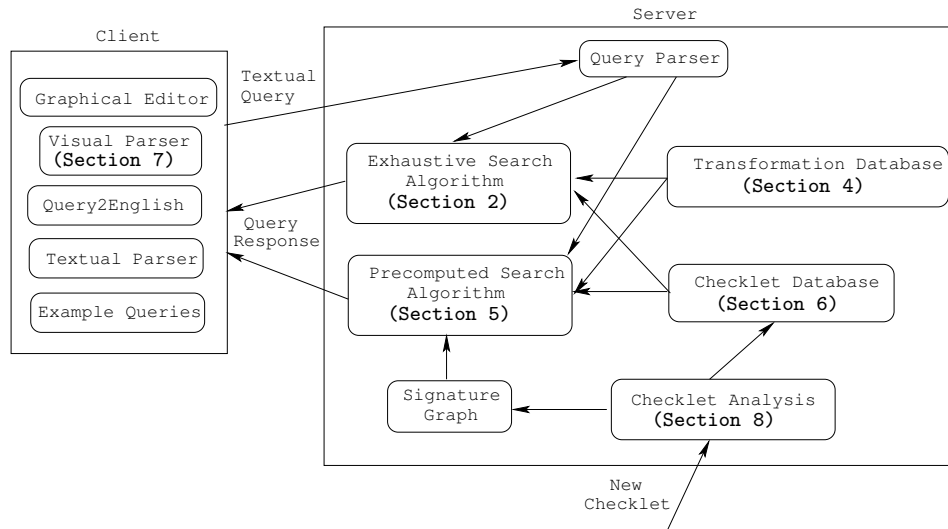 Client
Graphical Editor
Visual Parser
(Section 7)
Query2English
Textual Parser
Example Queries
Textual
Query
Query
Response
Server
Query Parser
Exhaustive Search
Algorithm
(Section 2)
Transformation Database
(Section 4)
Precomputed Search
Algorithm
(Section 5)
Checklet Database
(Section 6)
Signature
Graph
Checklet Analysis
(Section 8)
New
Checklet